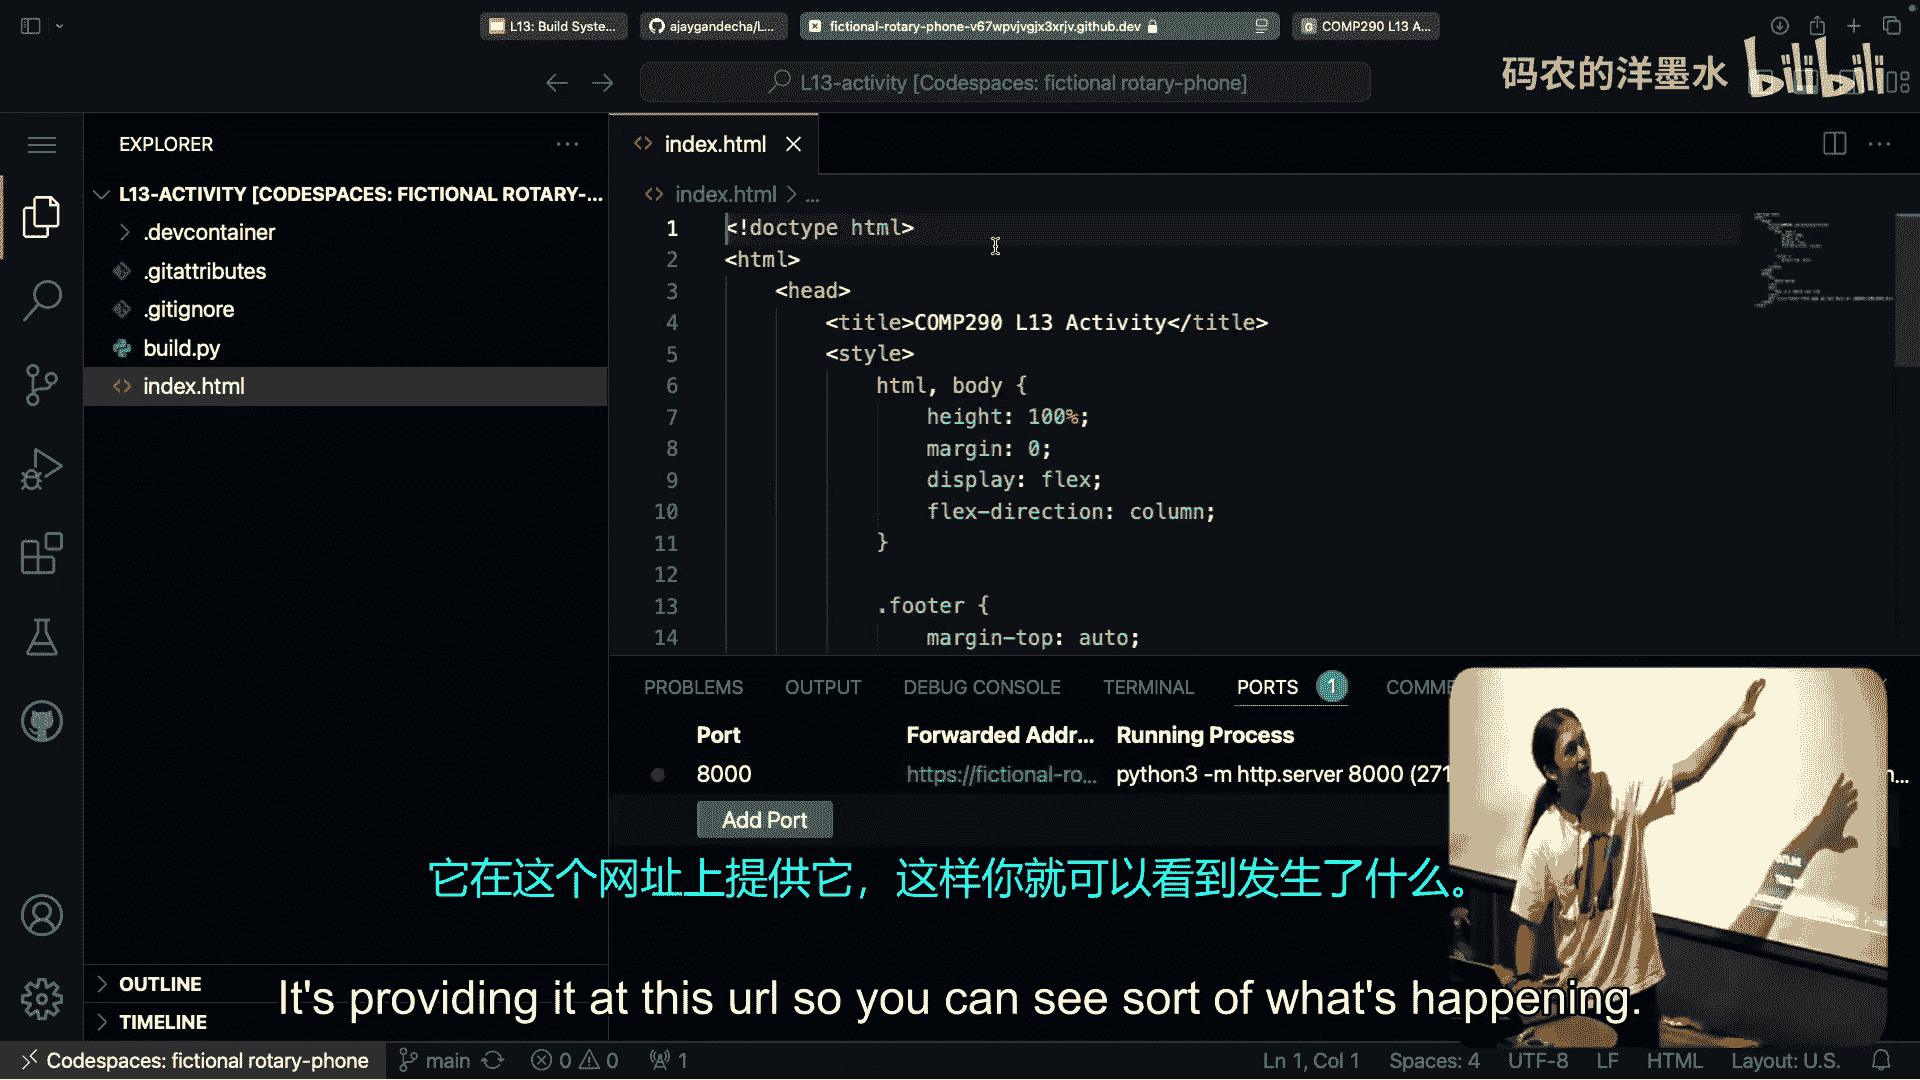 L13: Build Syste...
ajaygandecha/L...
fictional-rotary-phone-v67wpvjvgjx3xrjv.github.dev
COMP290 L13 A...
L13-activity [Codespaces: fictional rotary-phone]
码农的洋墨水
bilibili
EXPLORER
L13-ACTIVITY [CODESPACES: FICTIONAL ROTARY-...
.devcontainer
.gitattributes
.gitignore
build.py
index.html
OUTLINE
TIMELINE
index.html
index.html > ...
1 <!doctype html>
2 <html>
3 <head>
4 <title>COMP290 L13 Activity</title>
5 <style>
6 html, body {
7 height: 100%;
8 margin: 0;
9 display: flex;
10 flex-direction: column;
11 }
12
13 .footer {
14 margin-top: auto;
PROBLEMS OUTPUT DEBUG CONSOLE TERMINAL PORTS 1 COMME
Port Forwarded Addr... Running Process
8000 https://fictional-ro... python3 -m http.server 8000 (271
Add Port
它在这个网址上提供它，这样你就可以看到发生了什么。
It's providing it at this url so you can see sort of what's happening.
Codespaces: fictional rotary-phone main 0 0 1 Ln 1, Col 1 Spaces: 4 UTF-8 LF HTML Layout: U.S.